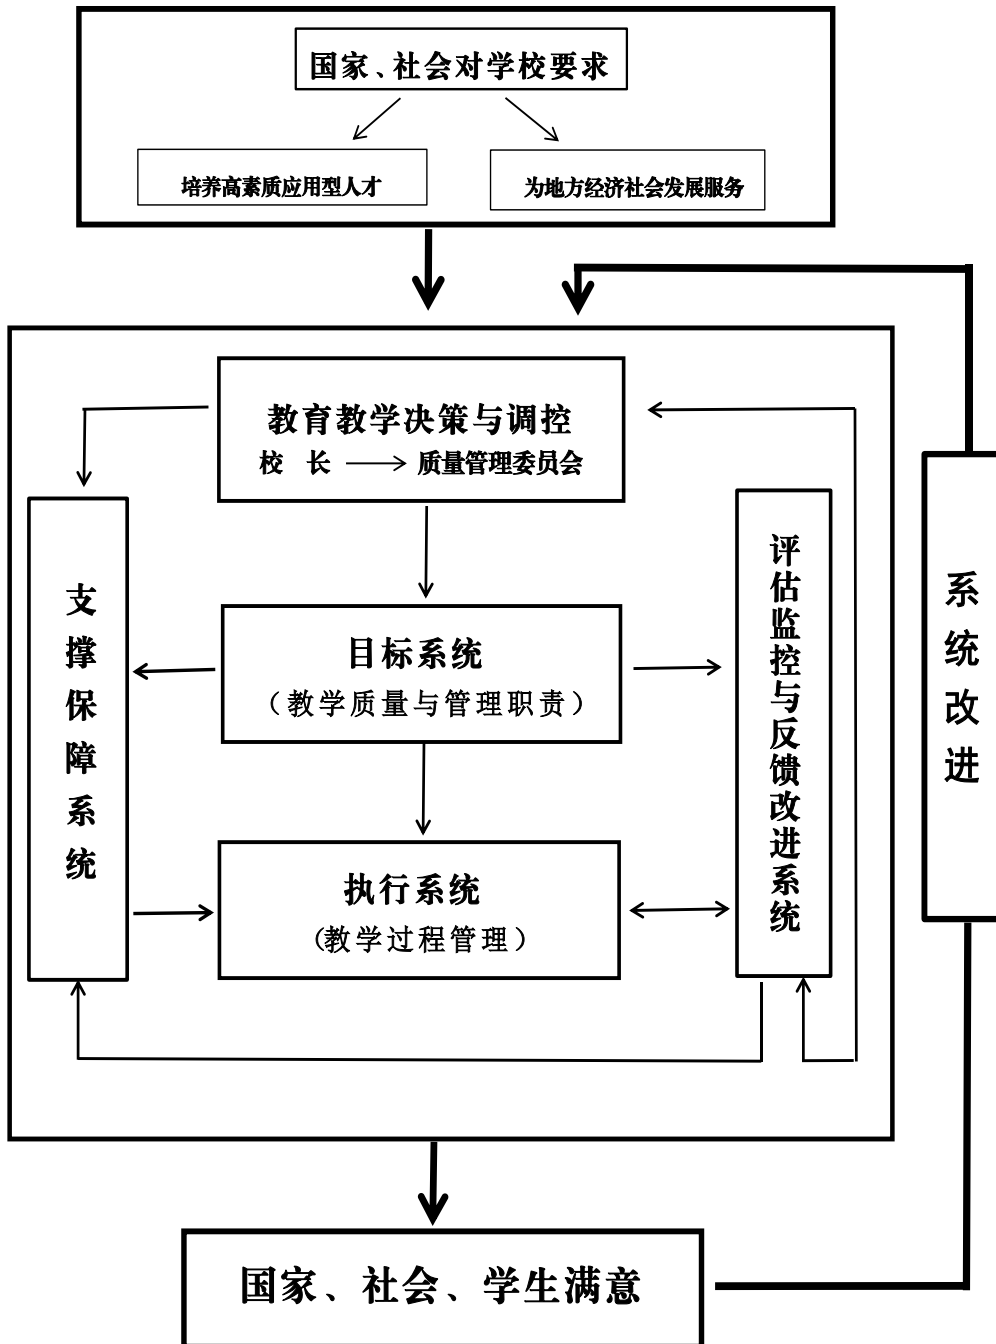 国家、社会对学校要求
培养高素质应用型人才
为地方经济社会发展服务
教育教学决策与调控
校 长 质量管理委员会
支撑保障系统
目标系统
（教学质量与管理职责）
执行系统
（教学过程管理）
评估监控与反馈改进系统
系统改进
国家、社会、学生满意